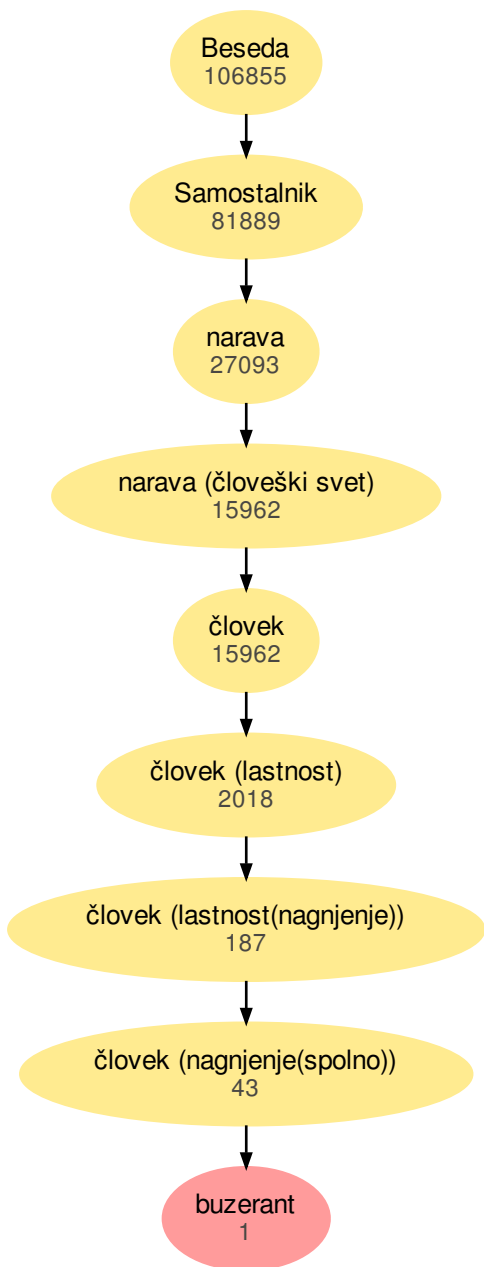 Beseda
106855
Samostalnik
81889
narava
27093
narava (človeški svet)
15962
človek
15962
človek (lastnost)
2018
človek (lastnost(nagnjenje))
187
človek (nagnjenje(spolno))
43
buzerant
1